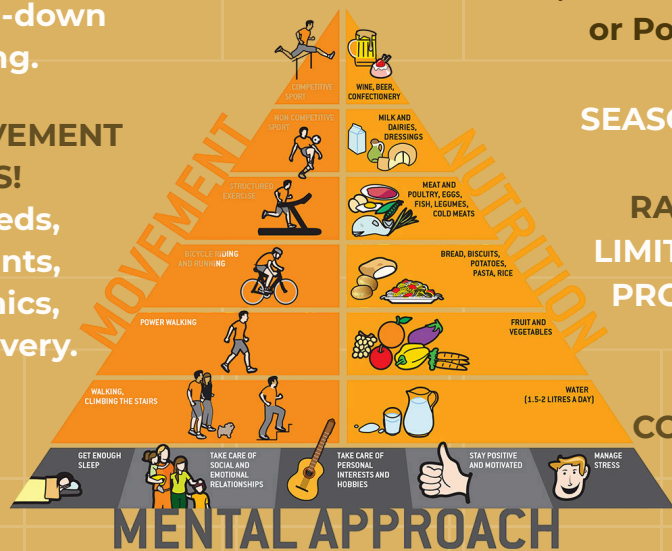 -down
ng.
VEMENT
S!
eds,
nts,
nics,
very.
or Po
SEASO
RA
LIMIT
PRO
CO
MOVEMENT
NUTRITION
COMPETITIVE
SPORT
WINE, BEER,
CONFECTIONERY
NON COMPETITIVE
SPORT
MILK AND
DAIRIES,
DRESSINGS
STRUCTURED
EXERCISE
MEAT AND
POULTRY, EGGS,
FISH, LEGUMES,
COLD MEATS
BICYCLE RIDING
AND RUNNING
BREAD, BISCUITS,
POTATOES,
PASTA, RICE
POWER WALKING
FRUIT AND
VEGETABLES
WALKING,
CLIMBING THE STAIRS
WATER
(1.5-2 LITRES A DAY)
GET ENOUGH
SLEEP
TAKE CARE OF
SOCIAL AND
EMOTIONAL
RELATIONSHIPS
TAKE CARE OF
PERSONAL
INTERESTS AND
HOBBIES
STAY POSITIVE
AND MOTIVATED
MANAGE
STRESS
MENTAL APPROACH